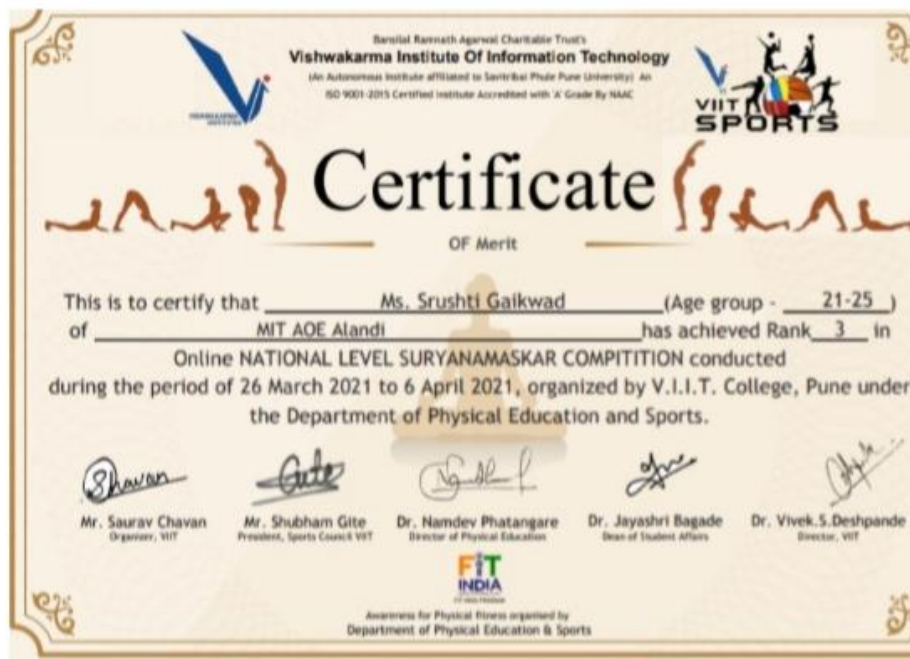 Bansilal Ramnath Agarwal Charitable Trust's
Vishwakarma Institute Of Information Technology
(An Autonomous Institute affiliated to Savitribai Phule Pune University) An
ISO 9001-2015 Certified Institute Accredited with 'A' Grade By NAAC
VISHWAKARMA
INSTITUTES
VIIT
SPORTS
Certificate
OF Merit
This is to certify that Ms. Srushti Gaikwad (Age group - 21-25 )
of MIT AOE Alandi has achieved Rank 3 in
Online NATIONAL LEVEL SURYANAMASKAR COMPITITION conducted
during the period of 26 March 2021 to 6 April 2021, organized by V.I.I.T. College, Pune under
the Department of Physical Education and Sports.
Chavan Gite
Mr. Saurav Chavan Mr. Shubham Gite Dr. Namdev Phatangare Dr. Jayashri Bagade Dr. Vivek.S.Deshpande
Organizer, VIIT President, Sports Council VIIT Director of Physical Education Dean of Student Affairs Director, VIIT
FiT
INDIA
Awareness for Physical fitness organised by
Department of Physical Education & Sports